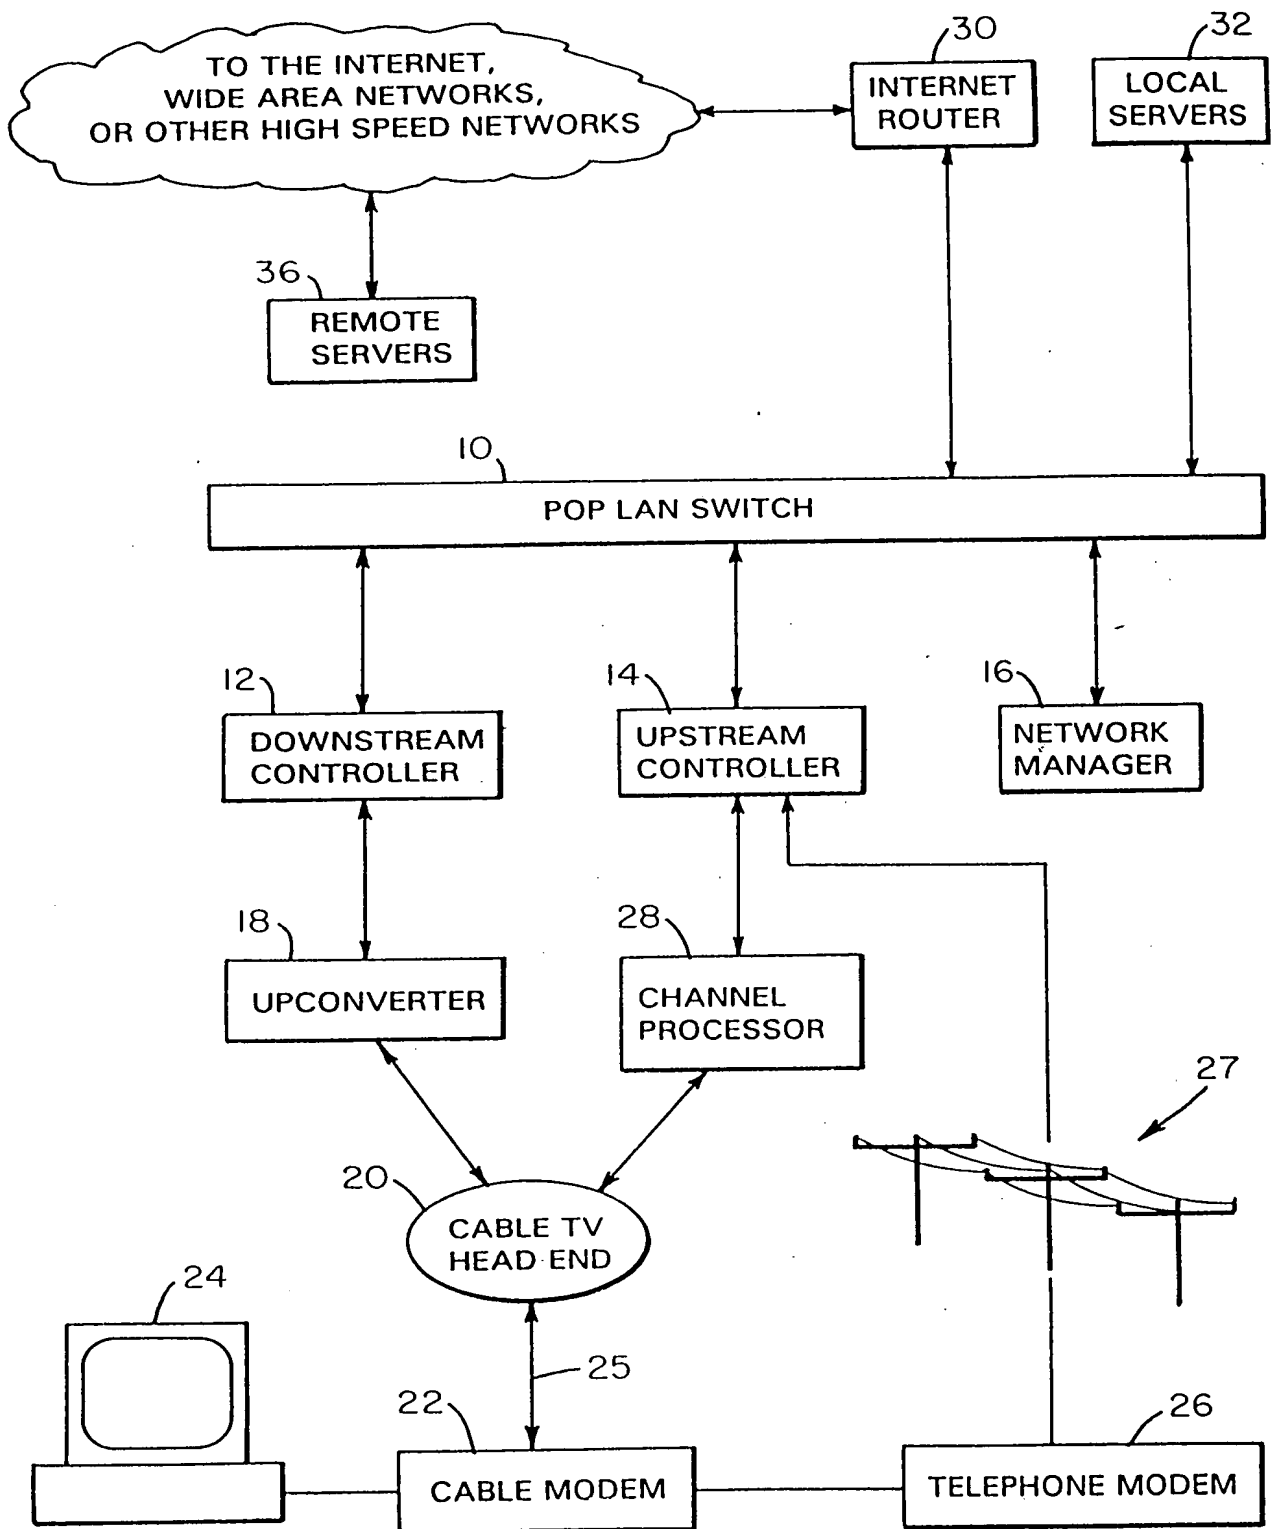 30
32
TO THE INTERNET,
WIDE AREA NETWORKS,
OR OTHER HIGH SPEED NETWORKS
INTERNET
ROUTER
LOCAL
SERVERS
36
REMOTE
SERVERS
10
POP LAN SWITCH
12
14
16
DOWNSTREAM
CONTROLLER
UPSTREAM
CONTROLLER
NETWORK
MANAGER
18
28
UPCONVERTER
CHANNEL
PROCESSOR
27
20
CABLE TV
HEAD END
24
25
22
26
CABLE MODEM
TELEPHONE MODEM